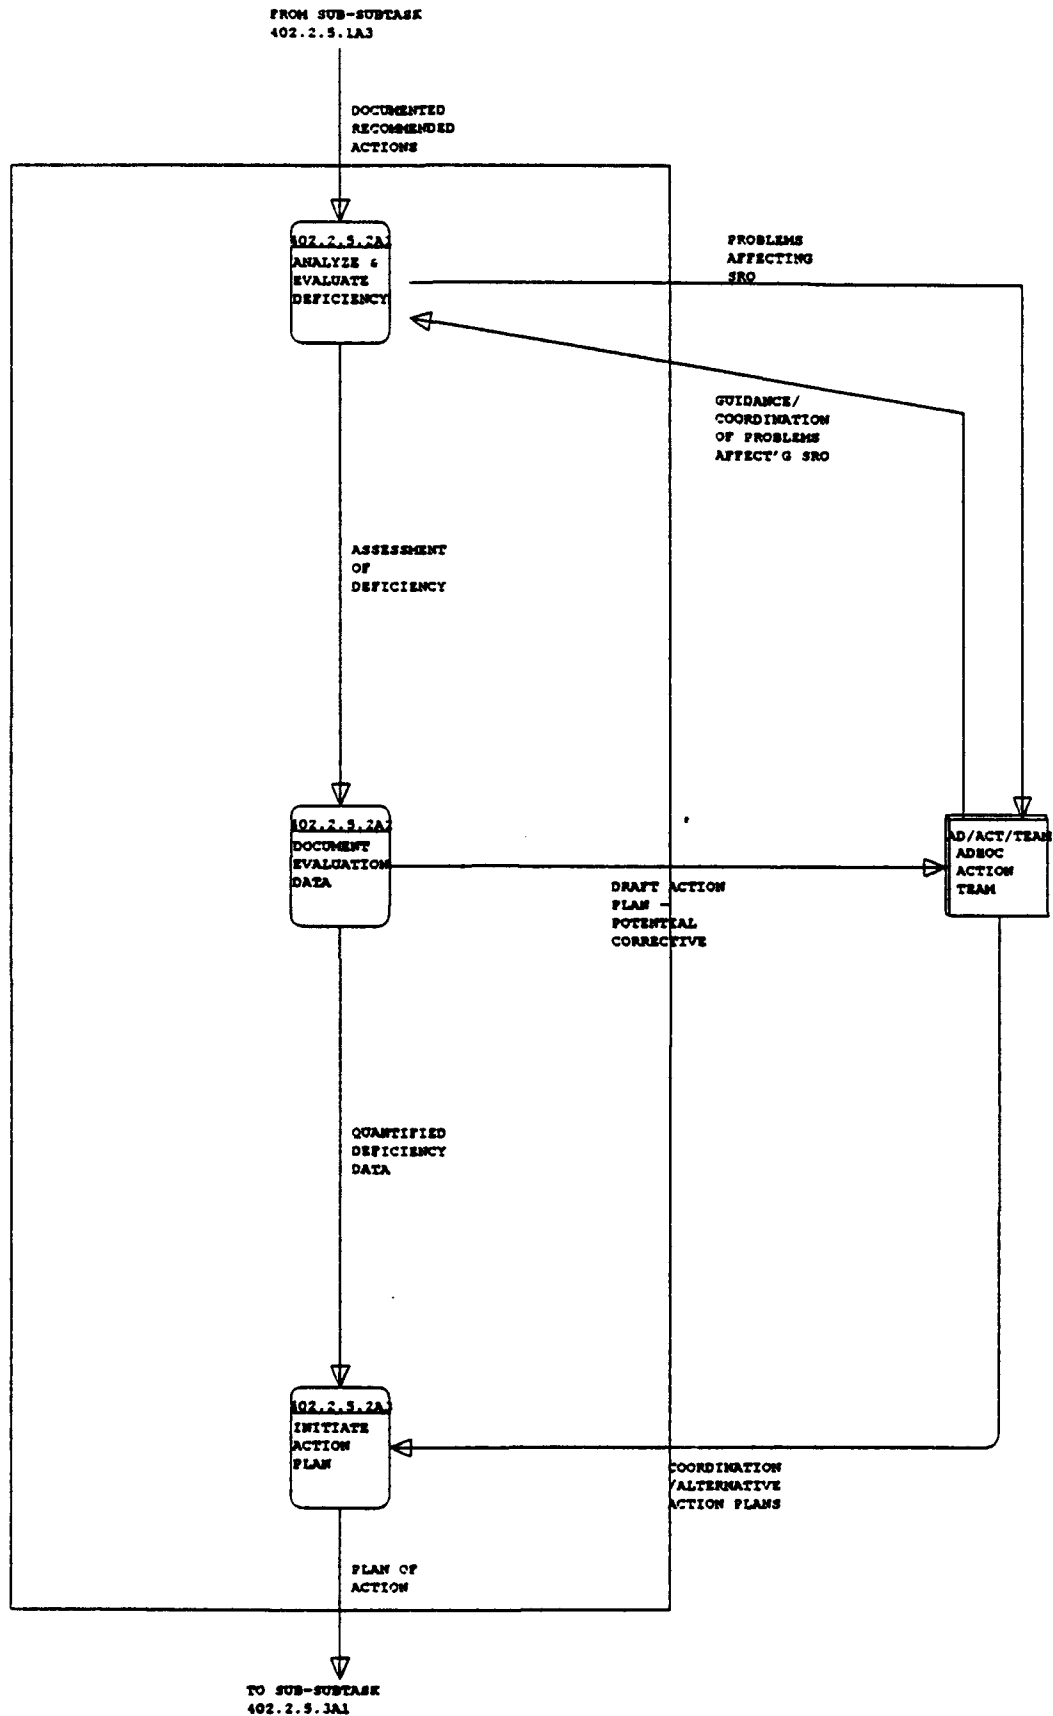 FROM SUB-SUBTASK
402.2.5.1A3
DOCUMENTED
RECOMMENDED
ACTIONS
402.2.5.2A1
ANALYZE &
EVALUATE
DEFICIENCY
PROBLEMS
AFFECTING
SRO
GUIDANCE/
COORDINATION
OF PROBLEMS
AFFECT'G SRO
ASSESSMENT
OF
DEFICIENCY
402.2.5.2A2
DOCUMENT
EVALUATION
DATA
AD/ACT/TEAM
ADHOC
ACTION
TEAM
DRAFT ACTION
PLAN -
POTENTIAL
CORRECTIVE
QUANTIFIED
DEFICIENCY
DATA
402.2.5.2A3
INITIATE
ACTION
PLAN
COORDINATION
/ALTERNATIVE
ACTION PLANS
PLAN OF
ACTION
TO SUB-SUBTASK
402.2.5.3A1